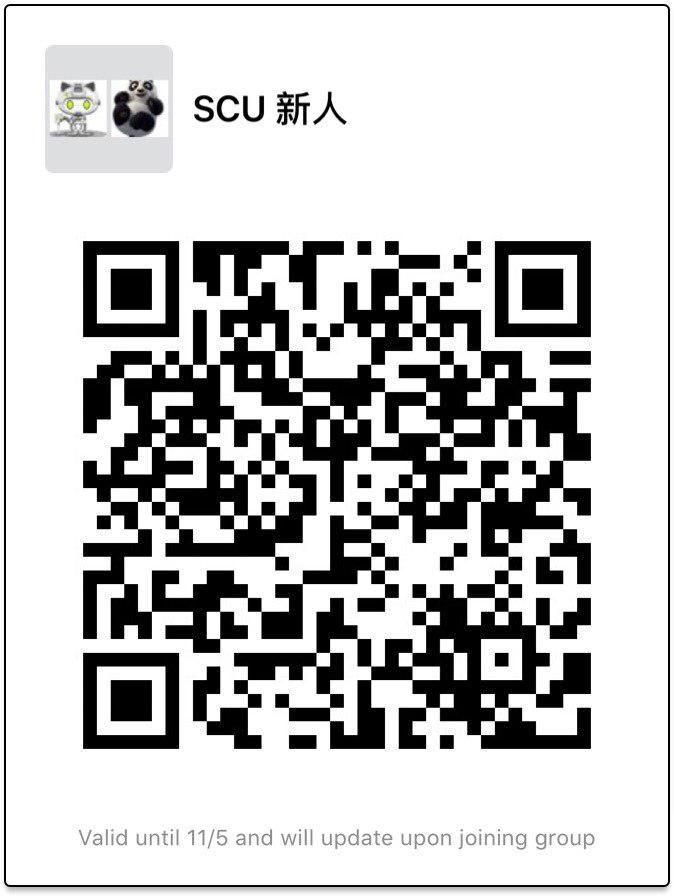 SCU 新人
Valid until 11/5 and will update upon joining group